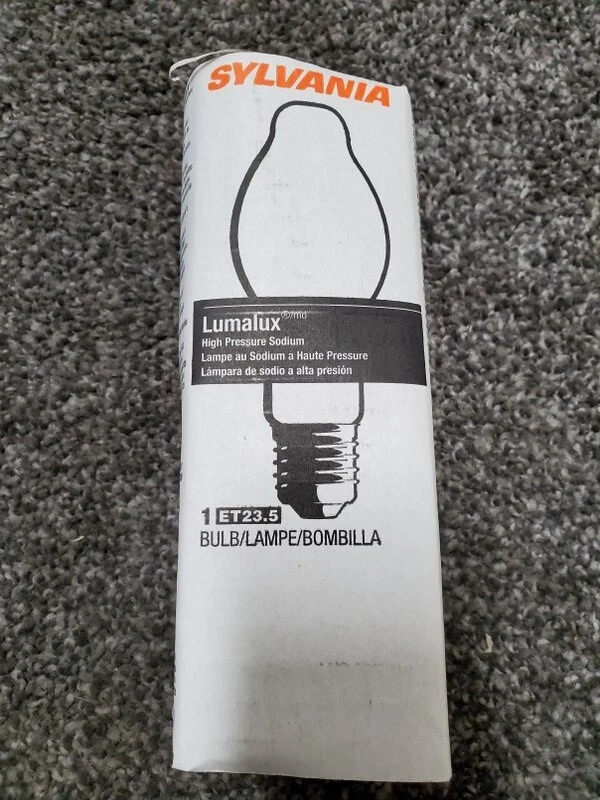 SYLVANIA
Lumalux®/md
High Pressure Sodium
Lampe au Sodium a Haute Pressure
Lámpara de sodio a alta presión
1 ET23.5
BULB/LAMPE/BOMBILLA